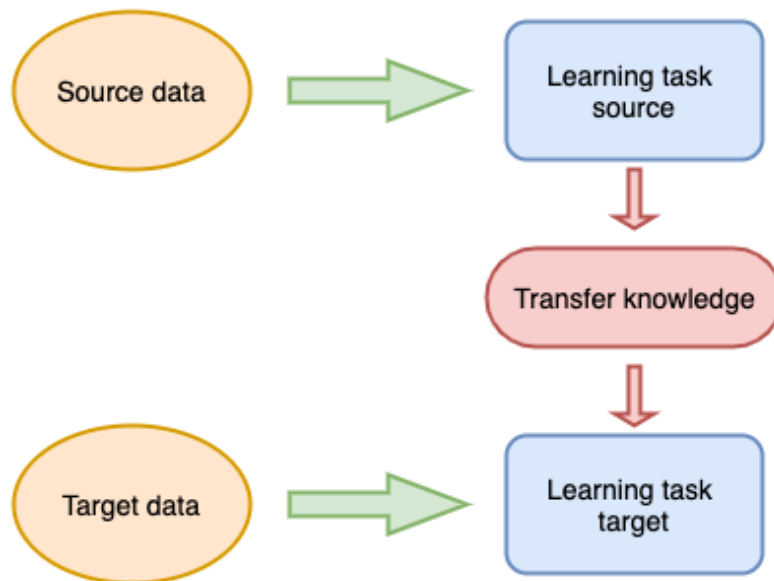 Source data
Learning task
source
Transfer knowledge
Target data
Learning task
target